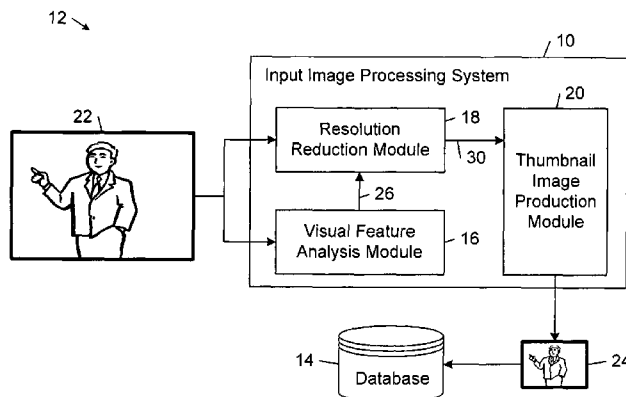 12
10
Input Image Processing System
22
18
20
Resolution
Reduction Module
30
Thumbnail
Image
Production
Module
26
Visual Feature
Analysis Module
16
14
Database
24